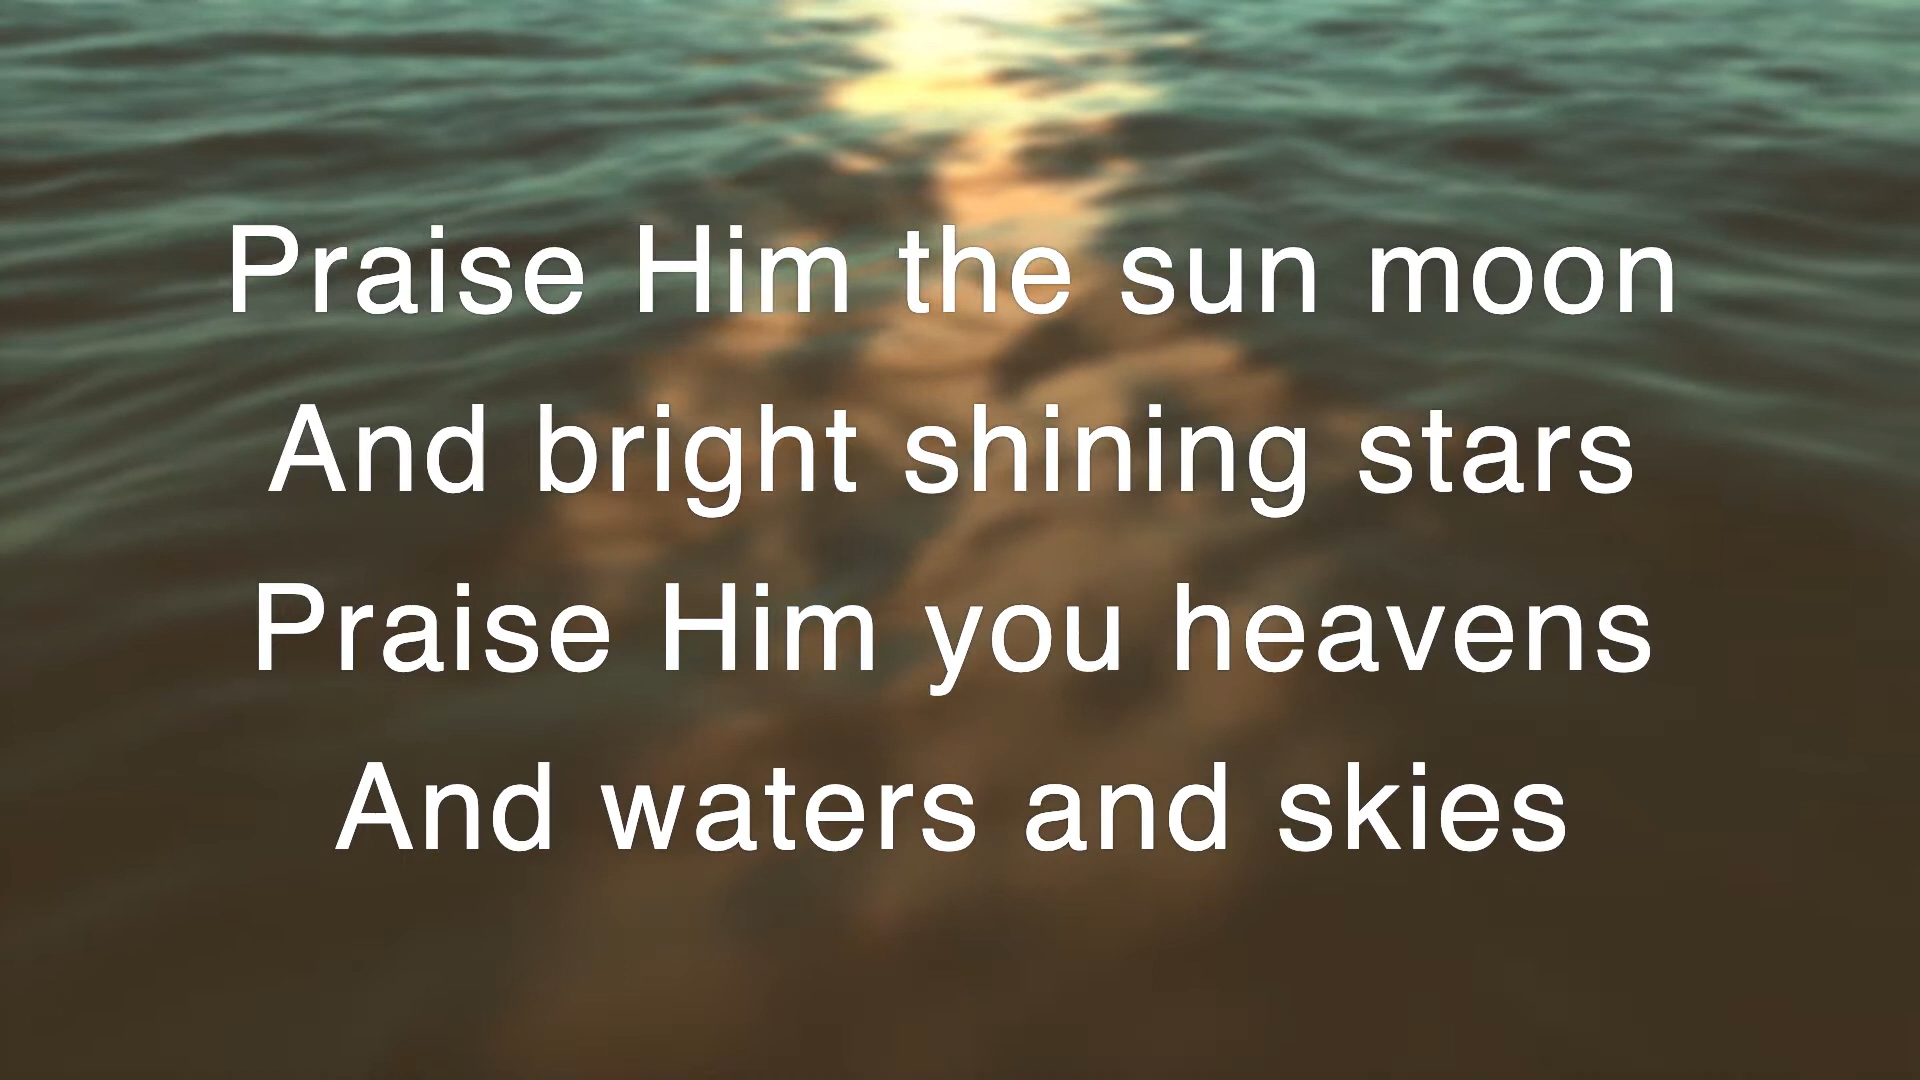 Praise Him the sun moon
And bright shining stars
Praise Him you heavens
And waters and skies